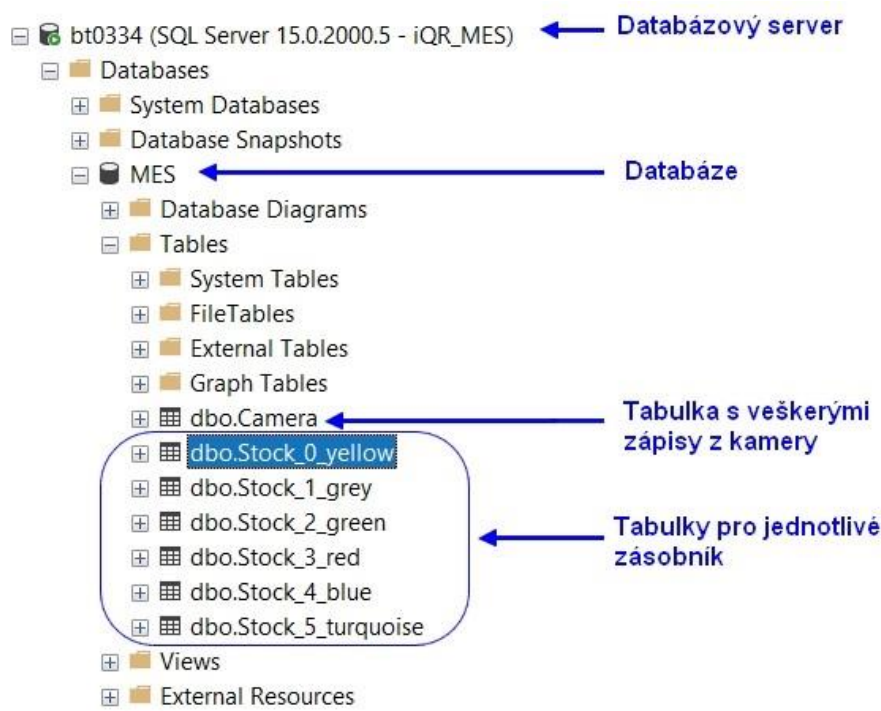 bt0334 (SQL Server 15.0.2000.5 - iQR_MES)
Databázový server
Databases
System Databases
Database Snapshots
MES
Databáze
Database Diagrams
Tables
System Tables
FileTables
External Tables
Graph Tables
dbo.Camera
Tabulka s veškerými
zápisy z kamery
dbo.Stock_0_yellow
dbo.Stock_1_grey
dbo.Stock_2_green
dbo.Stock_3_red
dbo.Stock_4_blue
dbo.Stock_5_turquoise
Tabulky pro jednotlivé
zásobník
Views
External Resources